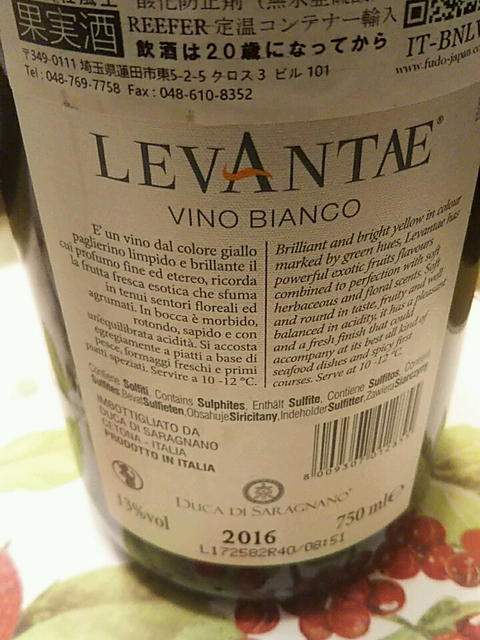 酸化防止剤
果実酒
REEFER 定温コンテナー輸入
飲酒は20歳になってから
〒349-0111 埼玉県蓮田市東5-2-5 タロス3 ビル 101
Tel : 048-769-7758 Fax : 048-610-8352
IT-BNLV
www.fudo-japan.co
LEVANTAE®
VINO BIANCO
E' un vino dal colore giallo
paglierino limpido e brillante il
cui profumo fine ed etereo, ricorda
la frutta fresca esotica che sfuma
in tenui sentori floreali ed
agrumati. In bocca è morbido,
rotondo, sapido e con
un'equilibrata acidità. Si accosta
egregiamente a piatti a base di
pesce, formaggi freschi e primi
piatti speziati. servire a 10 -12 °C.
Brilliant and bright yellow in colour
marked by green hues, Levantae has
powerful exotic fruits flavours
combined to perfection with soft
herbaceous and floral scents. Soft
and round in taste, fruity and well
balanced in acidity, it has a pleasant
and a fresh finish that could
accompany at its best all kind of
seafood dishes and spicy first
courses. Serve at 10 -12 °C.
Contiene Solfiti, Contains Sulphites, Enthält Sulfite, Contiene Sulfitos,
Sulfines, Bevat Sulfieten, Obsahuje Siricitany, Indeholder Sulfitter, Zawiera Siarczyny
IMBOTTIGLIATO DA
DUCA DI SARAGNANO
CETONA - ITALIA
PRODOTTO IN ITALIA
DUCA DI SARAGNANO®
13%vol
750 ml e
2016
L172582R40/08:51